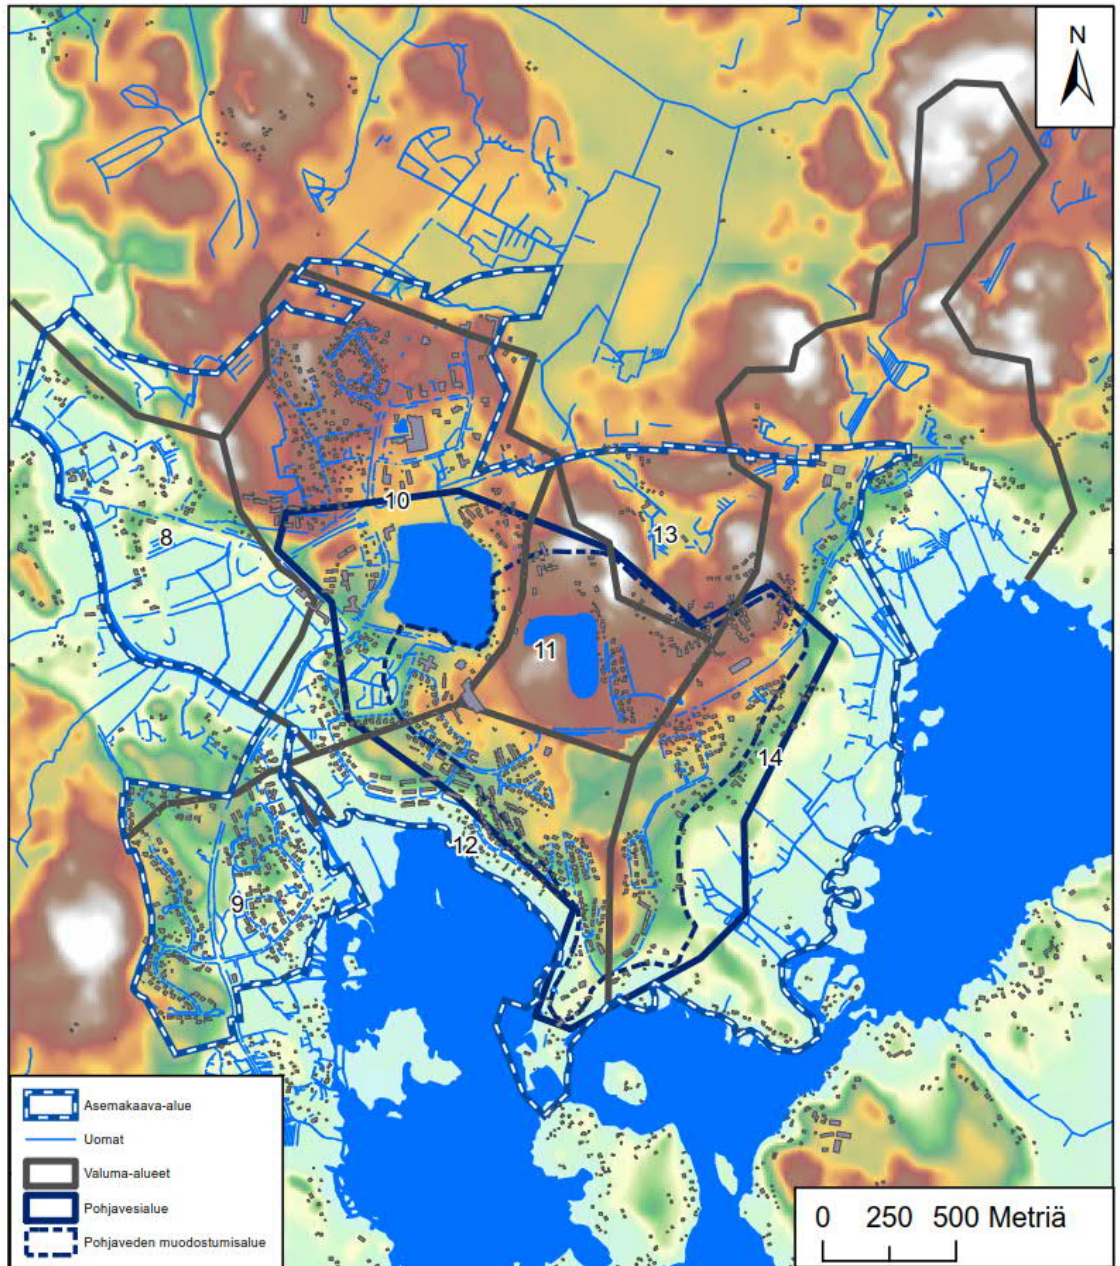 N
10
8
13
11
14
12
9
Asemakaava-alue
Uomat
Valuma-alueet
Pohjavesialue
Pohjaveden muodostumisalue
0 250 500 Metriä